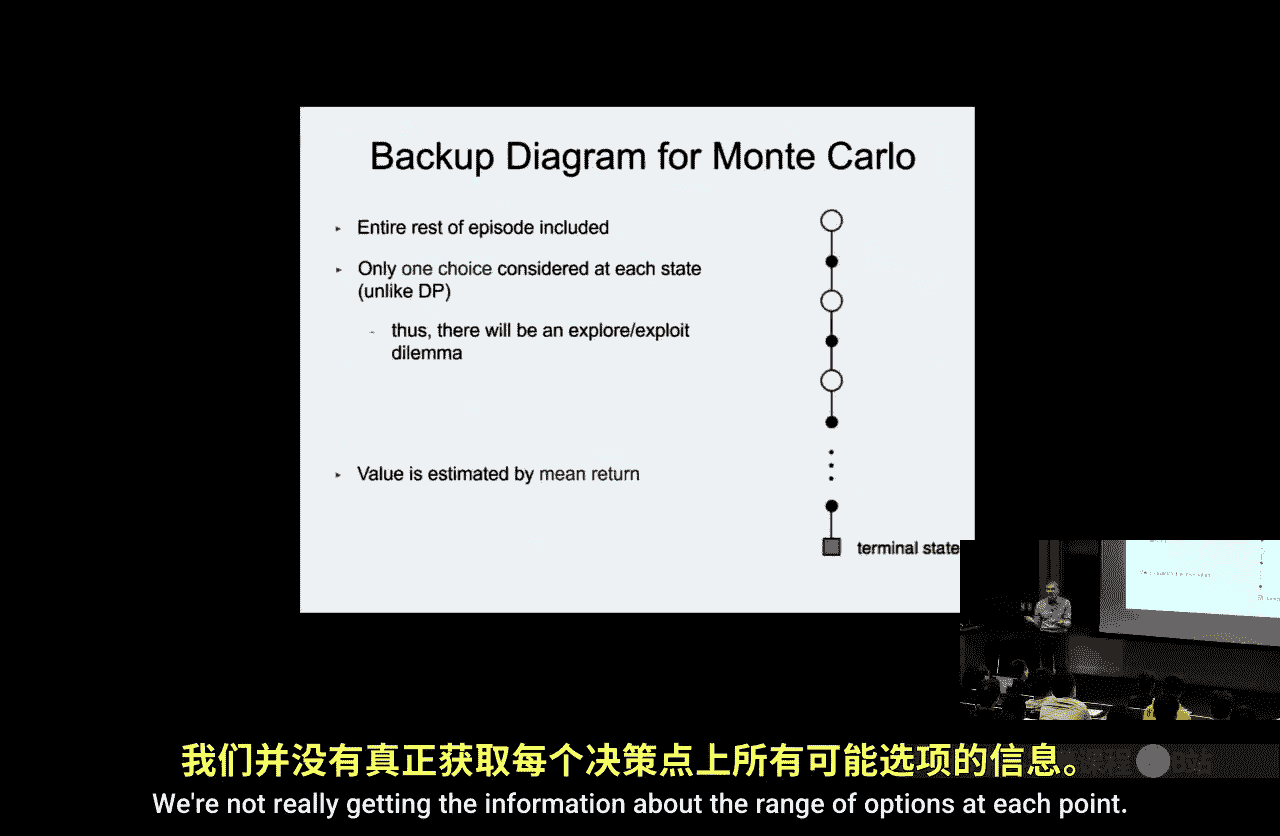 Backup Diagram for Monte Carlo
Entire rest of episode included
Only one choice considered at each state
(unlike DP)
thus, there will be an explore/exploit
dilemma
Value is estimated by mean return
terminal state
我们并没有真正获取每个决策点上所有可能选项的信息。
We're not really getting the information about the range of options at each point.